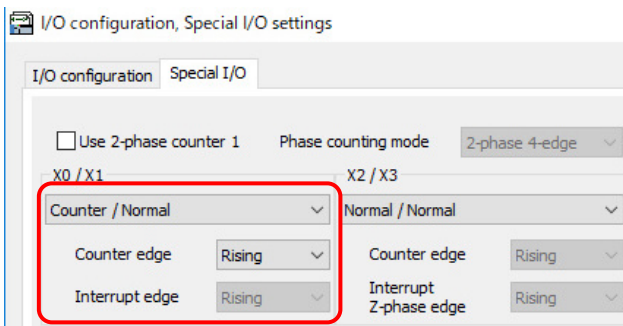 I/O configuration, Special I/O settings
I/O configuration Special I/O
Use 2-phase counter 1 Phase counting mode 2-phase 4-edge
X0 / X1 X2 / X3
Counter / Normal Normal / Normal
Counter edge Rising Counter edge Rising
Interrupt edge Rising Interrupt
Z-phase edge Rising